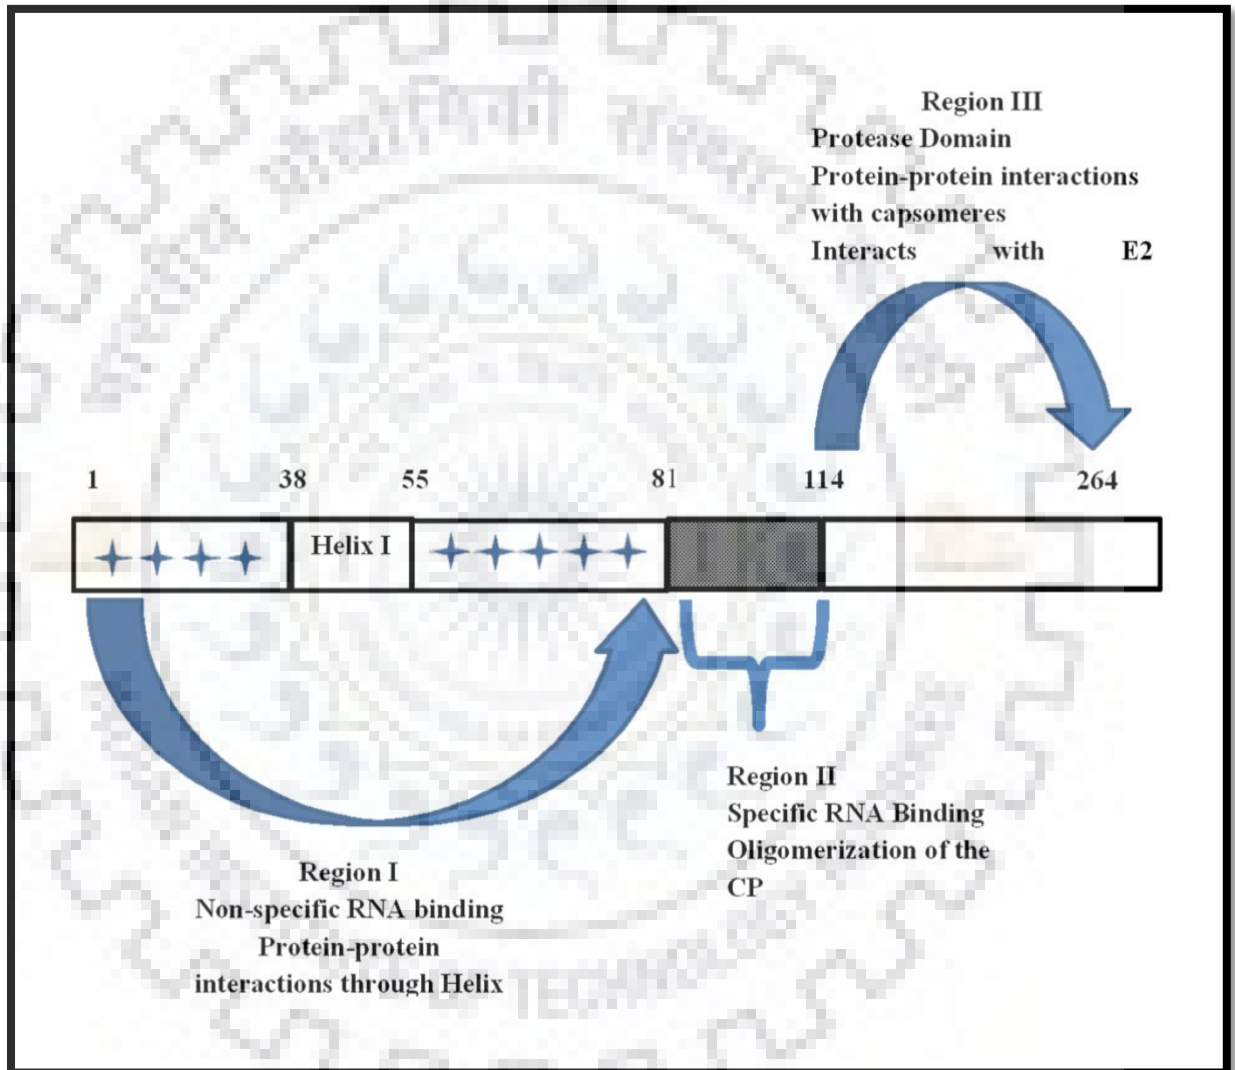 Region III
Protease Domain
Protein-protein interactions
with capsomeres
Interacts with E2
1 38 55 81 114 264
Helix I
Region II
Specific RNA Binding
Oligomerization of the
CP
Region I
Non-specific RNA binding
Protein-protein
interactions through Helix